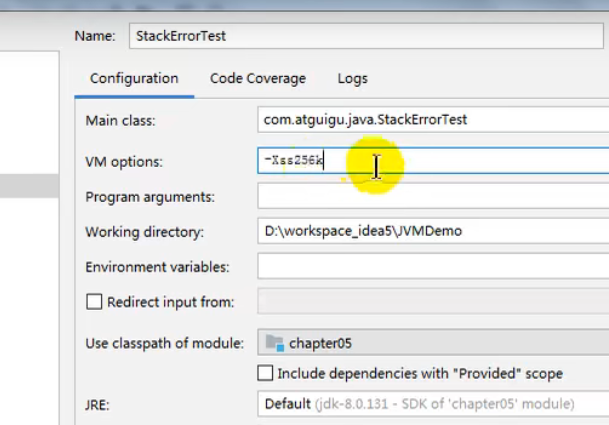 Name: StackErrorTest
Configuration Code Coverage Logs
Main class: com.atguigu.java.StackErrorTest
VM options: -Xss256k
Program arguments:
Working directory: D:\workspace_idea5\JVMDemo
Environment variables:
Redirect input from:
Use classpath of module: chapter05
Include dependencies with "Provided" scope
JRE: Default (jdk-8.0.131 - SDK of 'chapter05' module)